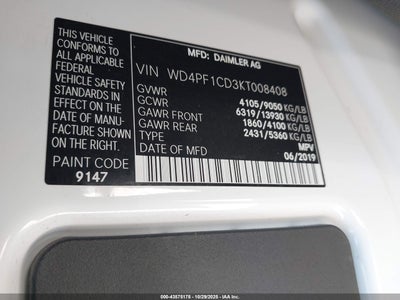 THIS VEHICLE
CONFORMS TO ALL
APPLICABLE FEDERAL
MOTOR VEHICLE
SAFETY STANDARDS
IN EFFECT ON THE
DATE OF MANU-
FACTURE SHOWN
ON THE RIGHT.
PAINT CODE
9147
MFD: DAIMLER AG
VIN WD4PF1CD3KT008408
GVWR 4105/9050 KG/LB
GCWR 6319/13930 KG/LB
GAWR FRONT 1860/4100 KG/LB
GAWR REAR 2431/5360 KG/LB
TYPE MPV
DATE OF MFD 06/2019
000-43575175 | 10/29/2025 - IAA Inc.